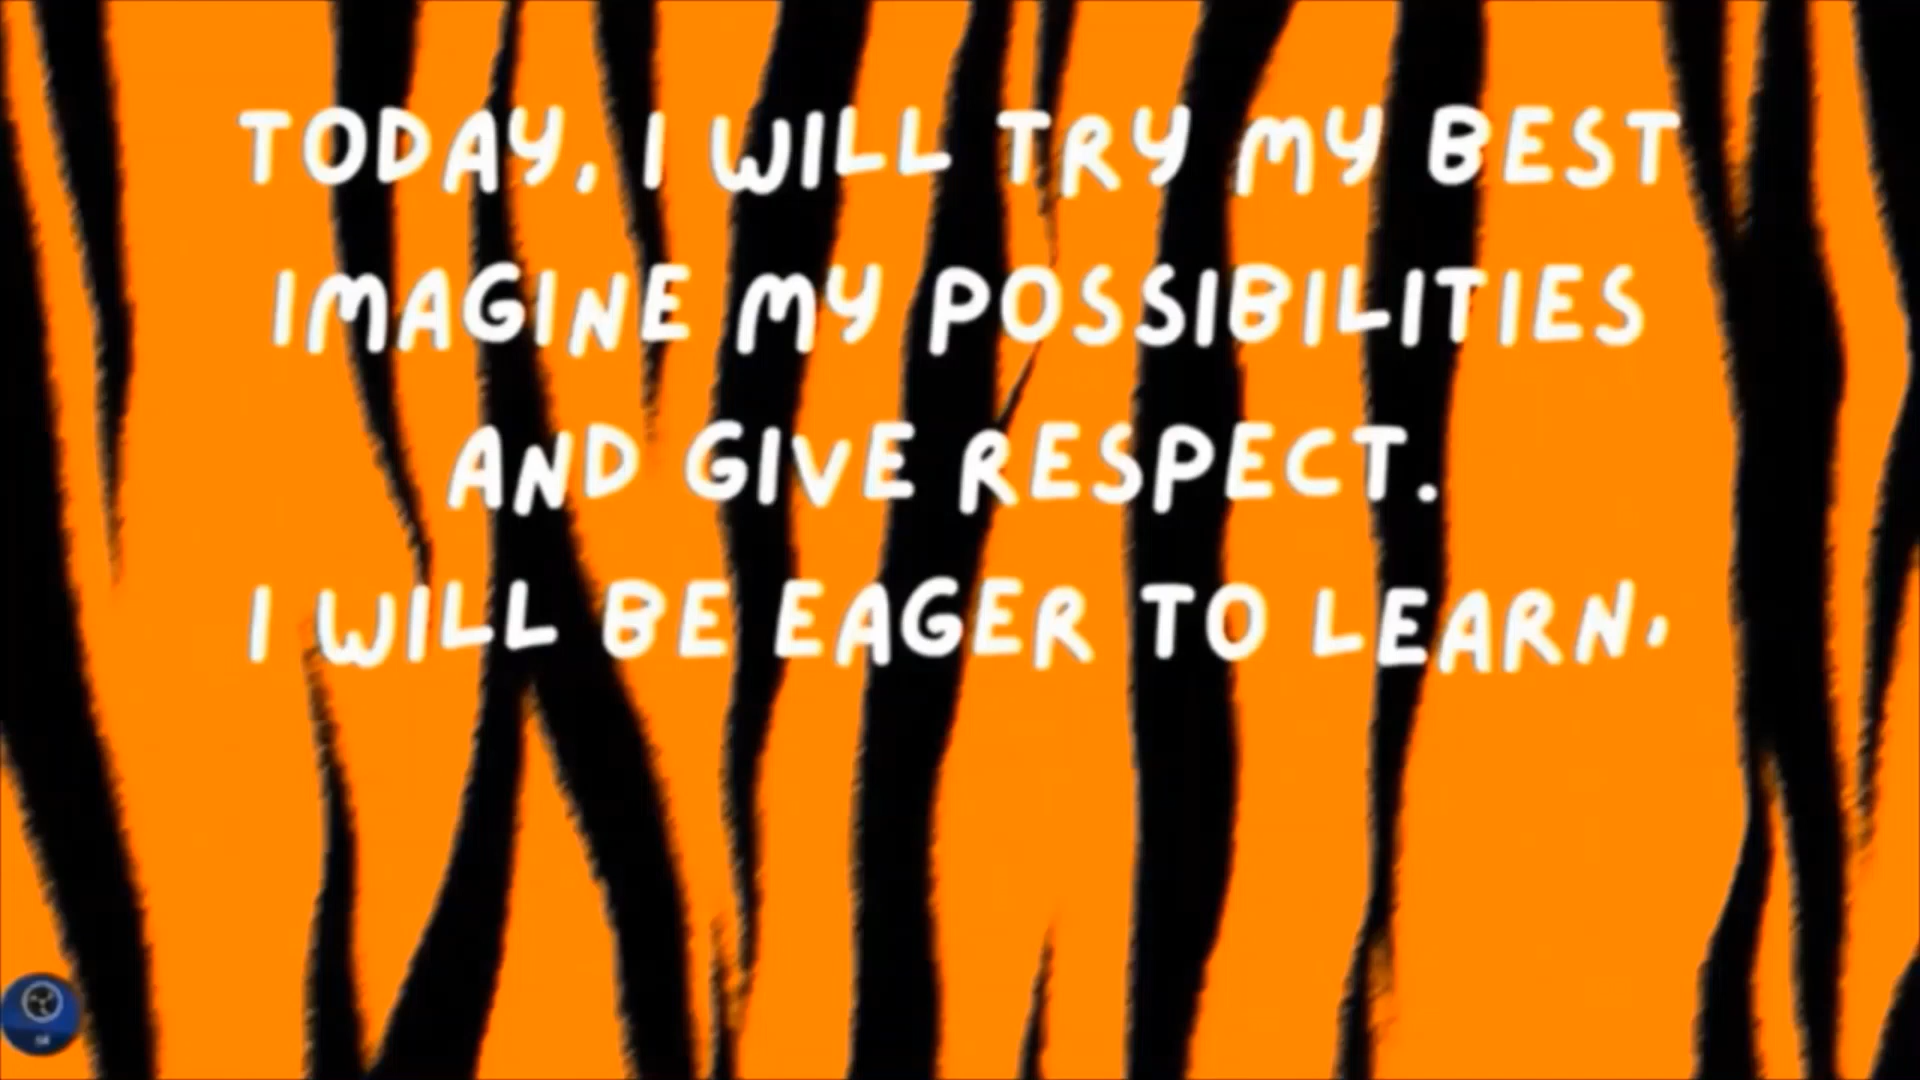 TODAY, I WILL TRY MY BEST
IMAGINE MY POSSIBILITIES
AND GIVE RESPECT.
I WILL BE EAGER TO LEARN,